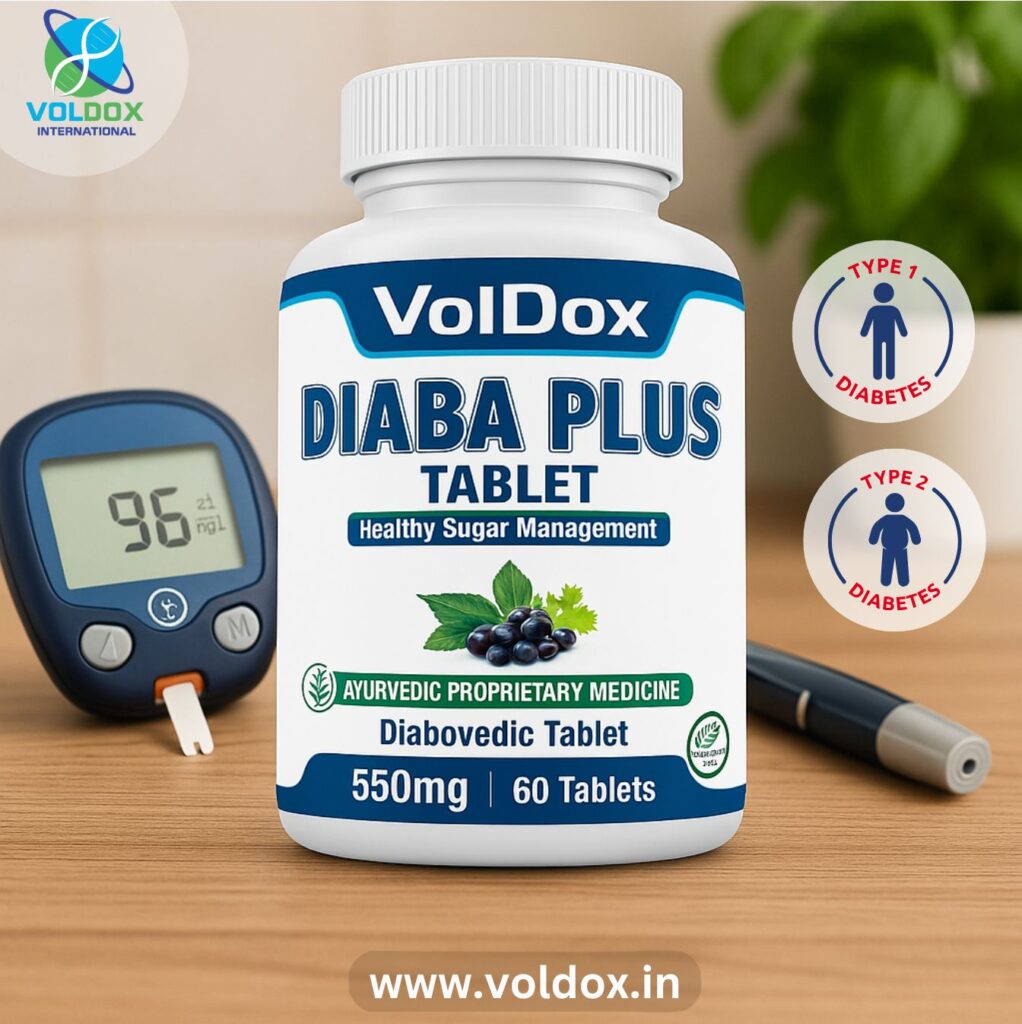 VOLDOX
INTERNATIONAL
VolDox
DIABA PLUS
TABLET
Healthy Sugar Management
AYURVEDIC PROPRIETARY MEDICINE
Diabovedic Tablet
550mg | 60 Tablets
TYPE 1
DIABETES
TYPE 2
DIABETES
96
M
www.voldox.in